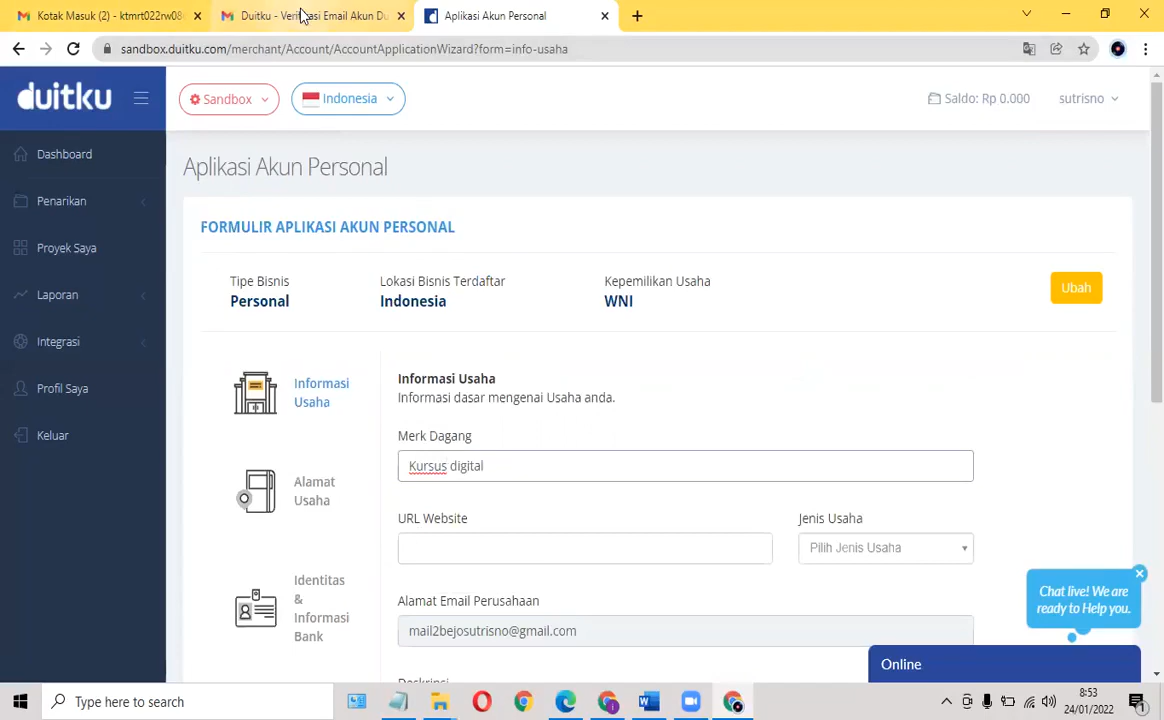 Kotak Masuk (2) - ktmrt022rw08
Duitku - Verifikasi Email Akun Du
Aplikasi Akun Personal
sandbox.duitku.com/merchant/Account/AccountApplicationWizard?form=info-usaha
duitku
Sandbox
Indonesia
Saldo: Rp 0.000
sutrisno
Dashboard
Penarikan
Proyek Saya
Laporan
Integrasi
Profil Saya
Keluar
Aplikasi Akun Personal
FORMULIR APLIKASI AKUN PERSONAL
Tipe Bisnis
Personal
Lokasi Bisnis Terdaftar
Indonesia
Kepemilikan Usaha
WNI
Ubah
Informasi
Usaha
Alamat
Usaha
Identitas
&
Informasi
Bank
Informasi Usaha
Informasi dasar mengenai Usaha anda.
Merk Dagang
Kursus digital
URL Website
Jenis Usaha
Pilih Jenis Usaha
Alamat Email Perusahaan
mail2bejosutrisno@gmail.com
Deskripsi
Chat live! We are
ready to Help you.
Online
Type here to search
8:53
24/01/2022
1